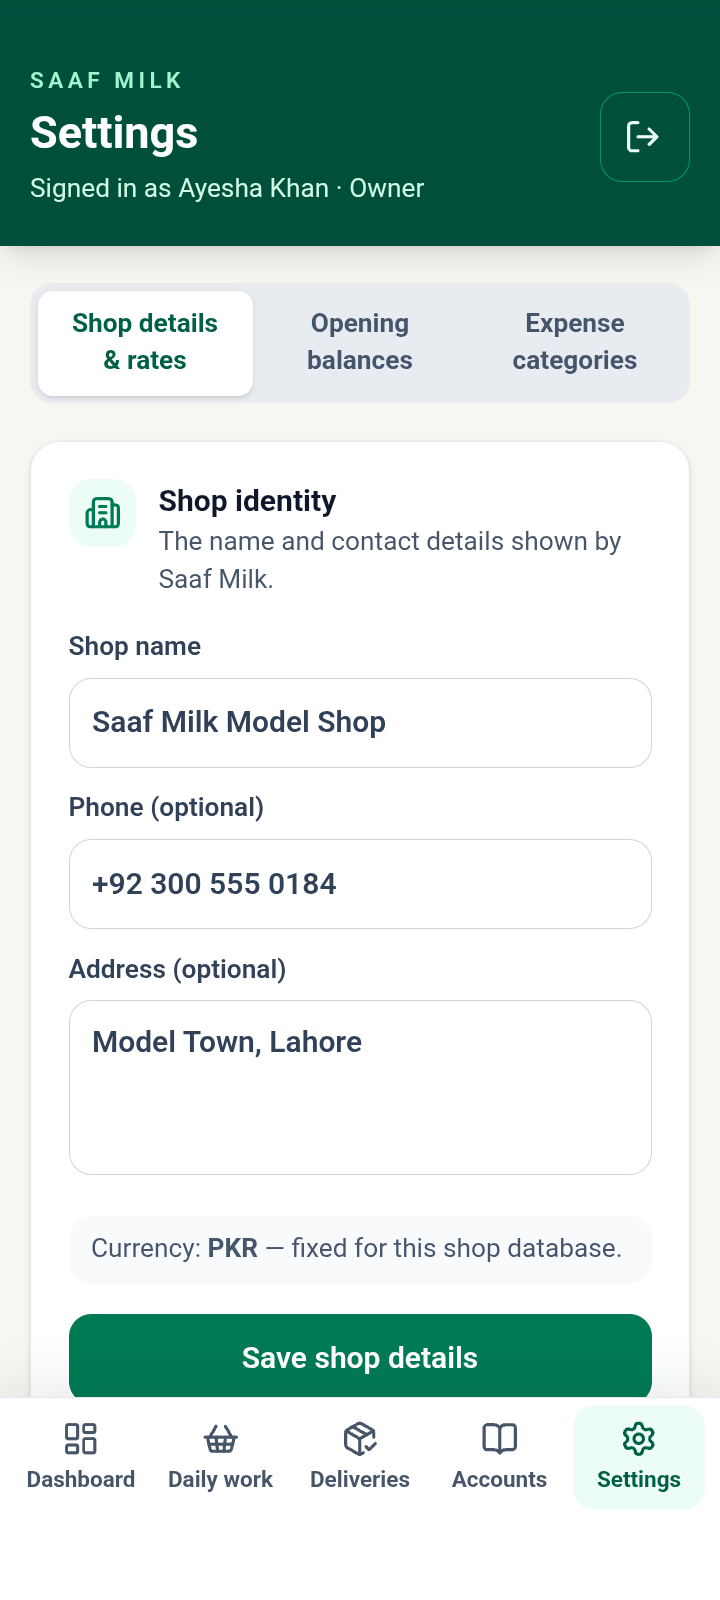 SAAF MILK
Settings
Signed in as Ayesha Khan · Owner
Shop details
& rates
Opening
balances
Expense
categories
Shop identity
The name and contact details shown by
Saaf Milk.
Shop name
Saaf Milk Model Shop
Phone (optional)
+92 300 555 0184
Address (optional)
Model Town, Lahore
Currency: PKR — fixed for this shop database.
Save shop details
Dashboard
Daily work
Deliveries
Accounts
Settings